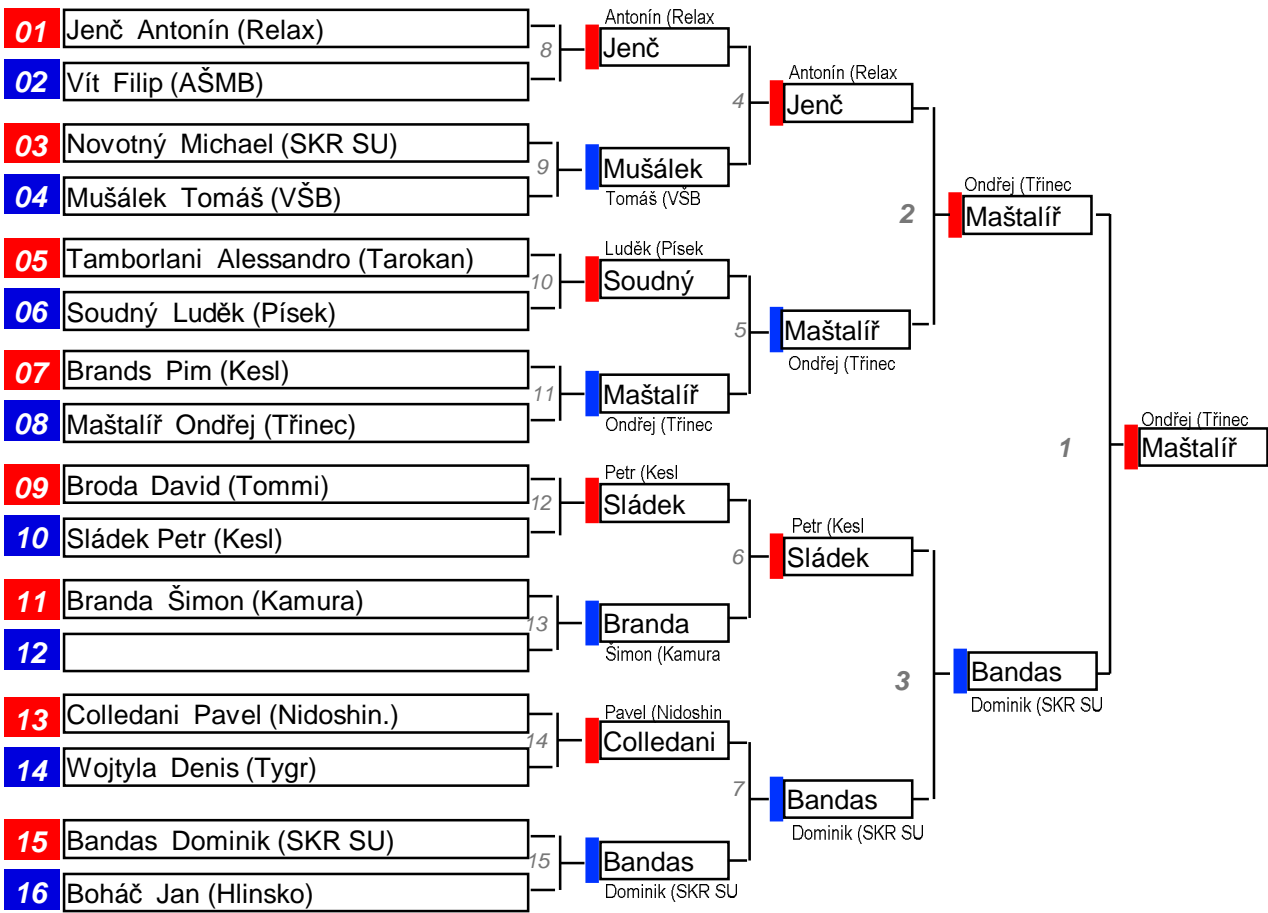 01 Jenč Antonín (Relax)
02 Vít Filip (AŠMB)
03 Novotný Michael (SKR SU)
04 Mušálek Tomáš (VŠB)
05 Tamborlani Alessandro (Tarokan)
06 Soudný Luděk (Písek)
07 Brands Pim (Kesl)
08 Maštalíř Ondřej (Třinec)
09 Broda David (Tommi)
10 Sládek Petr (Kesl)
11 Branda Šimon (Kamura)
12
13 Colledani Pavel (Nidoshin.)
14 Wojtyla Denis (Tygr)
15 Bandas Dominik (SKR SU)
16 Boháč Jan (Hlinsko)
8
9
10
11
12
13
14
15
Antonín (Relax
Jenč
Mušálek
Tomáš (VŠB
Luděk (Písek
Soudný
Maštalíř
Ondřej (Třinec
Petr (Kesl
Sládek
Branda
Šimon (Kamura
Pavel (Nidoshin
Colledani
Bandas
Dominik (SKR SU
4
5
6
7
Antonín (Relax
Jenč
Maštalíř
Ondřej (Třinec
Petr (Kesl
Sládek
Bandas
Dominik (SKR SU
2
3
Ondřej (Třinec
Maštalíř
Bandas
Dominik (SKR SU
1
Ondřej (Třinec
Maštalíř